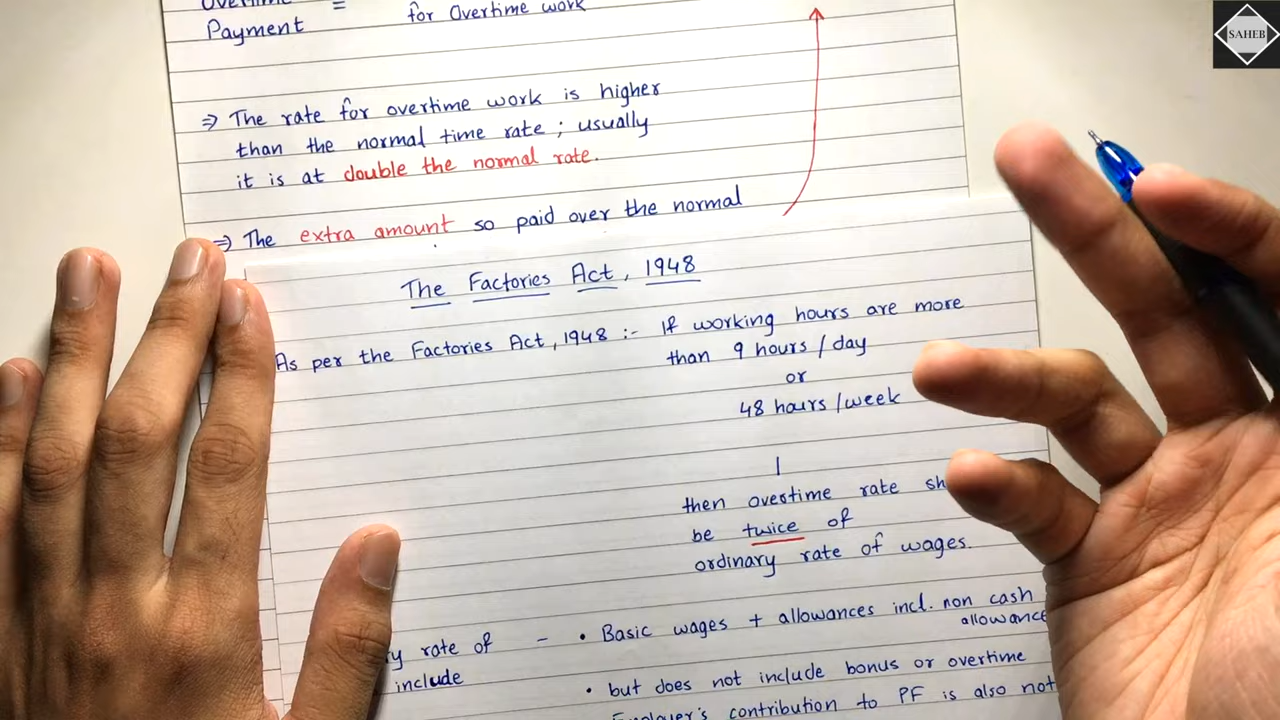 Payment =
for Overtime work
⇒ The rate for overtime work is higher
than the normal time rate ; usually
it is at double the normal rate.
⇒ The extra amount so paid over the normal
The Factories Act, 1948
As per the Factories Act, 1948 :- If working hours are more
than 9 hours / day
or
48 hours / week
then overtime rate
be twice of
ordinary rate of wages.
rate of - • Basic wages + allowances incl. non cash
allowance
include
• but does not include bonus or overtime
Employer's contribution to PF is also not
SAHEB